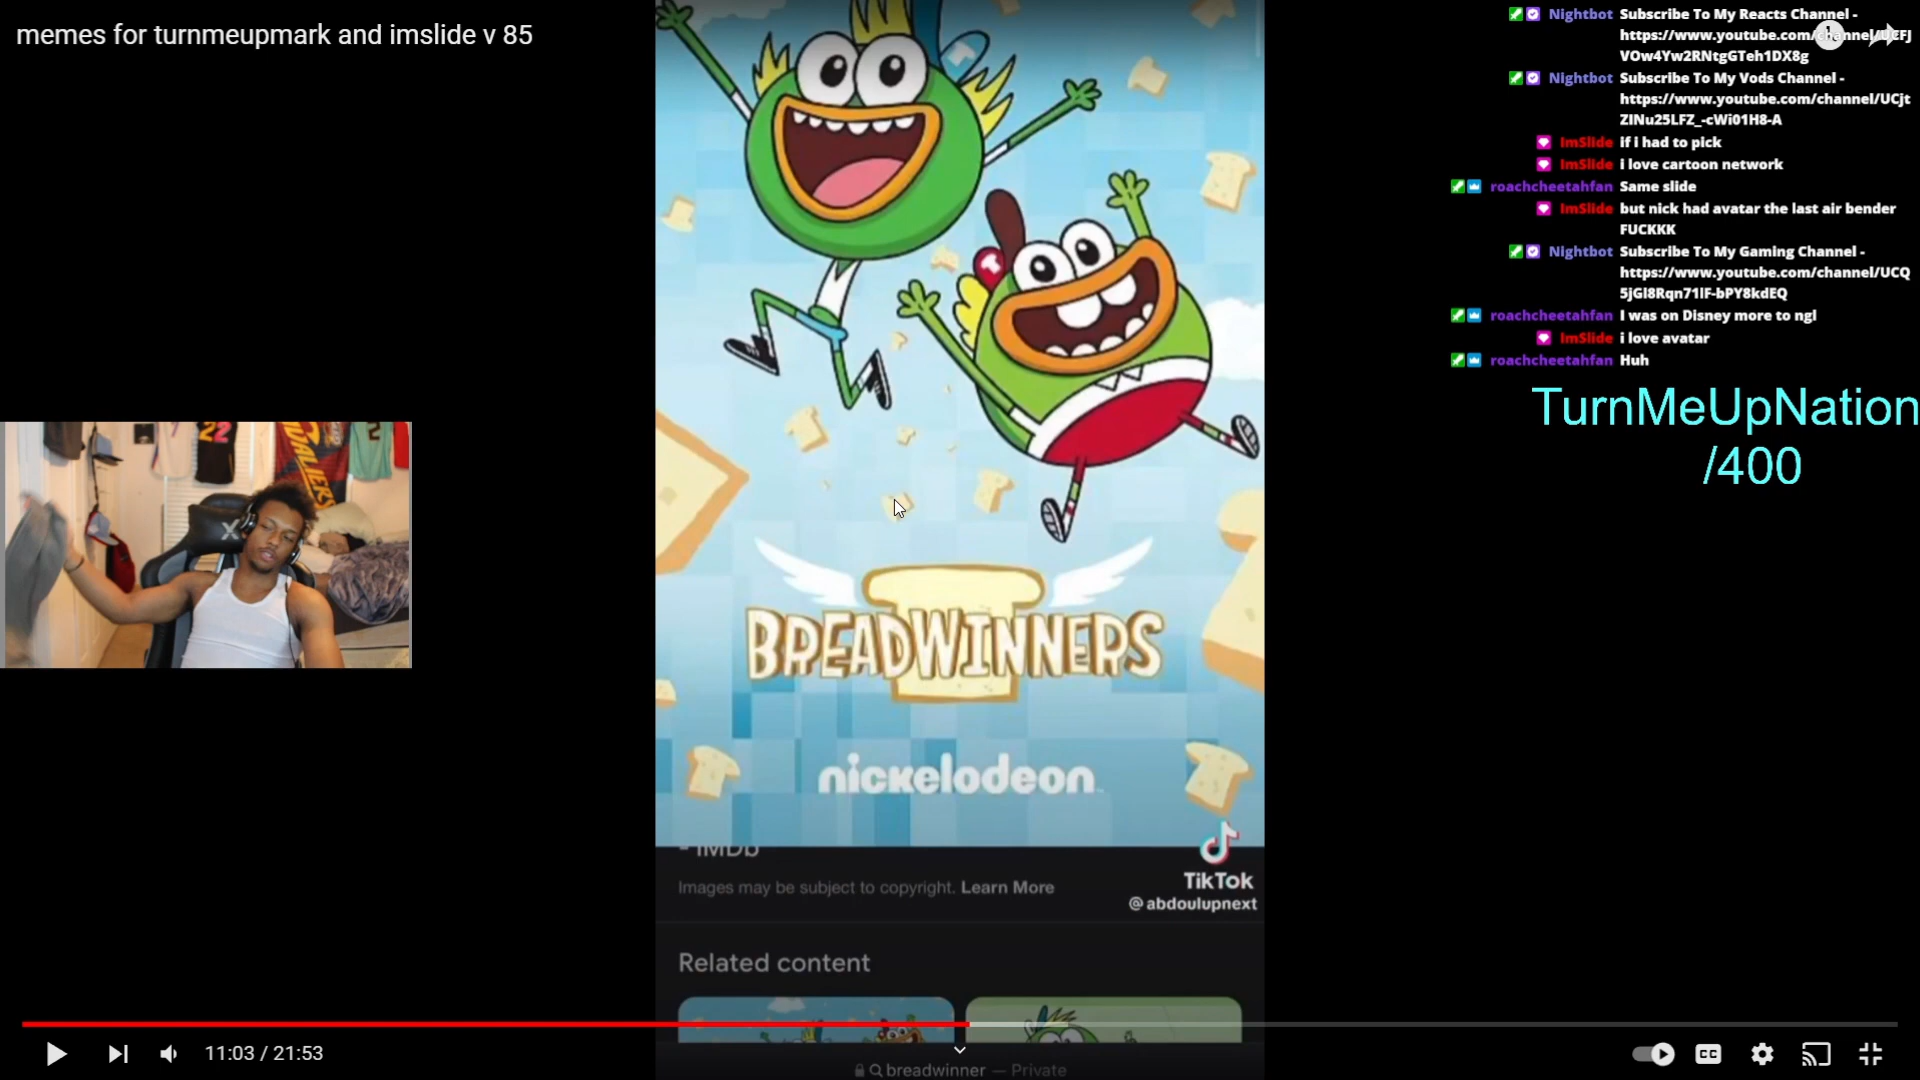 memes for turnmeupmark and imslide v 85
Nightbot Subscribe To My Reacts Channel -
VOw4Yw2RNtgGTeh1DX8g
Nightbot Subscribe To My Vods Channel -
https://www.youtube.com/channel/UCjt
ZINu25LFZ_-cWi01H8-A
ImSlide if i had to pick
ImSlide i love cartoon network
roachcheetahfan Same slide
ImSlide but nick had avatar the last air bender
FUCKKK
Nightbot Subscribe To My Gaming Channel -
https://www.youtube.com/channel/UCQ
5jGl8Rqn71lF-bPY8kdEQ
roachcheetahfan I was on Disney more to ngl
ImSlide i love avatar
roachcheetahfan Huh
TurnMeUpNation
/400
22
CAVALIERS
2
X
BREADWINNERS
nickelodeon
- IMDb
Images may be subject to copyright. Learn More
TikTok
@abdoulupnext
Related content
11:03 / 21:53
CC
breadwinner — Private